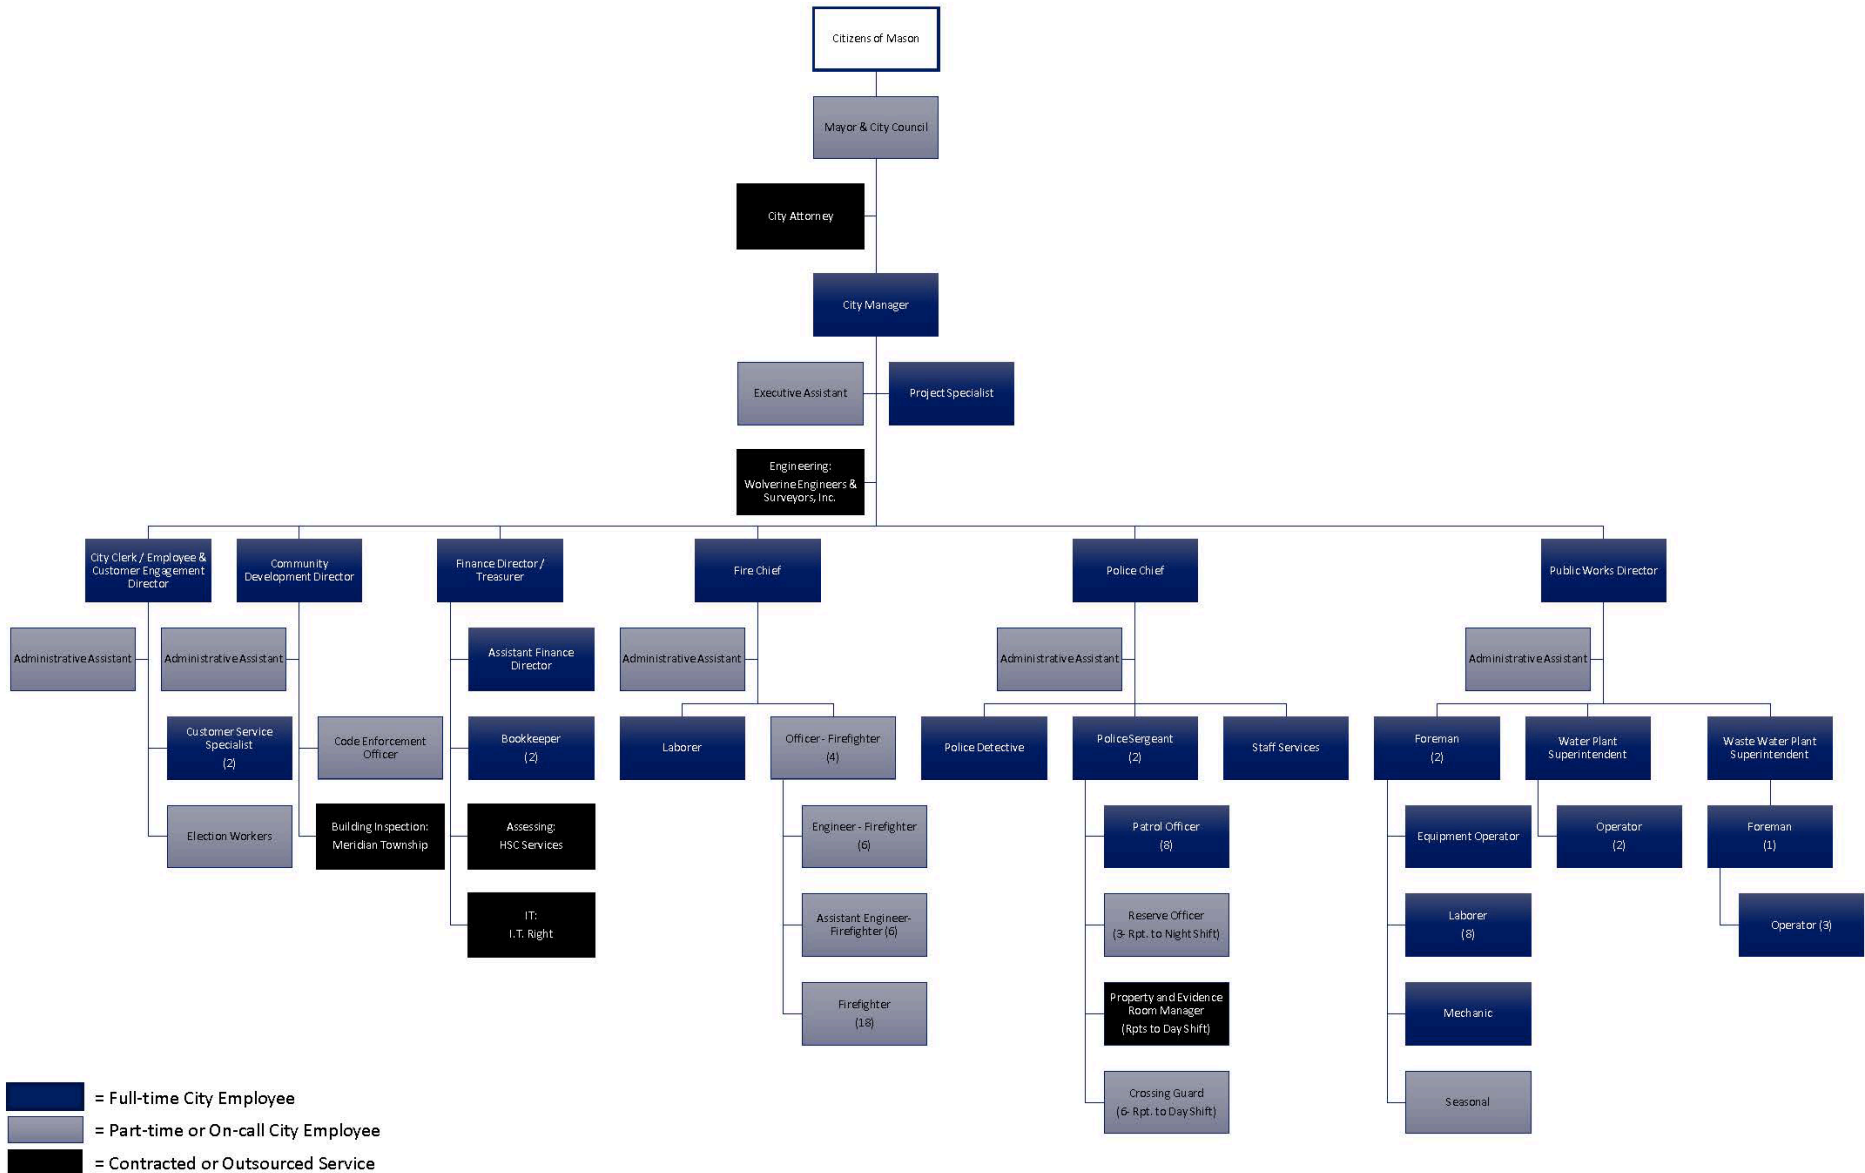 Citizens of Mason
Mayor & City Council
City Attorney
City Manager
Executive Assistant
Project Specialist
Engineering:
Wolverine Engineers &
Surveyors, Inc.
City Clerk / Employee &
Customer Engagement
Director
Community
Development Director
Finance Director /
Treasurer
Fire Chief
Police Chief
Public Works Director
Administrative Assistant
Administrative Assistant
Assistant Finance
Director
Administrative Assistant
Administrative Assistant
Administrative Assistant
Customer Service
Specialist
(2)
Code Enforcement
Officer
Bookkeeper
(2)
Laborer
Officer - Firefighter
(4)
Police Detective
Police Sergeant
(2)
Staff Services
Foreman
(2)
Water Plant
Superintendent
Waste Water Plant
Superintendent
Election Workers
Building Inspection:
Meridian Township
Assessing:
HSC Services
Engineer - Firefighter
(6)
Patrol Officer
(8)
Equipment Operator
Operator
(2)
Foreman
(1)
IT:
I.T. Right
Assistant Engineer-
Firefighter (6)
Reserve Officer
(3- Rpt. to Night Shift)
Laborer
(8)
Operator (3)
Firefighter
(18)
Property and Evidence
Room Manager
(Rpts to Day Shift)
Mechanic
Crossing Guard
(6- Rpt. to Day Shift)
Seasonal
= Full-time City Employee
= Part-time or On-call City Employee
= Contracted or Outsourced Service